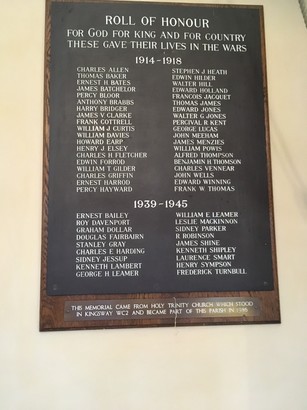 ROLL OF HONOUR
FOR GOD FOR KING AND FOR COUNTRY
THESE GAVE THEIR LIVES IN THE WARS
1914-1918
CHARLES ALLEN
THOMAS BAKER
ERNEST H BATES
JAMES BATCHELOR
PERCY BLOOR
ANTHONY BRABBS
HARRY BRIDGER
JAMES V CLARKE
FRANK COTTRELL
WILLIAM J CURTIS
WILLIAM DAVIES
HOWARD EARP
HENRY J ELSEY
CHARLES H FLETCHER
EDWIN FORROD
WILLIAM T GILDER
CHARLES GRIFFIN
ERNEST HARROD
PERCY HAYWARD
STEPHEN J HEATH
EDWIN HILDER
WALTER HILL
EDWARD HOLLAND
FRANCOIS JACQUET
THOMAS JAMES
EDWARD JONES
WALTER G JONES
PERCIVAL R KENT
GEORGE LUCAS
JOHN MEEHAM
JAMES MENZIES
WILLIAM POWIS
ALFRED THOMPSON
BENJAMIN H THOMSON
CHARLES VENNEAR
JOHN WELLS
EDWARD WINNING
FRANK W THOMAS
1939-1945
ERNEST BAILEY
ROY DAVENPORT
GRAHAM DOLLAR
DOUGLAS FAIRBAIRN
STANLEY GRAY
CHARLES E HARDING
SIDNEY JESSUP
KENNETH LAMBERT
GEORGE H LEAMER
WILLIAM E LEAMER
LESLIE MACKINNON
SIDNEY PARKER
R ROBINSON
JAMES SHINE
KENNETH SHIPLEY
LAURENCE SMART
HENRY SYMPSON
FREDERICK TURNBULL
THIS MEMORIAL CAME FROM HOLY TRINITY CHURCH WHICH STOOD
IN KINGSWAY WC2 AND BECAME PART OF THIS PARISH IN